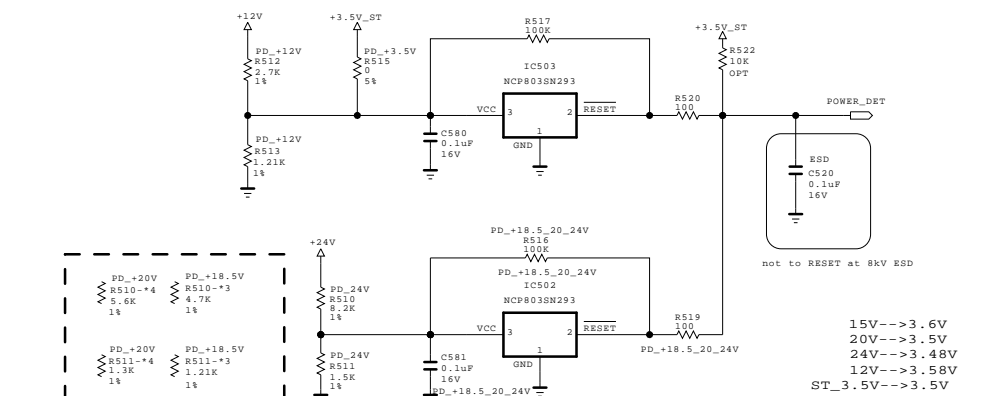 +12V
+3.5V_ST
R517
100K
+3.5V_ST
PD_+12V
R512
2.7K
1%
PD_+3.5V
R515
0
5%
IC503
NCP803SN293
R522
10K
OPT
VCC
3
2
RESET
1
GND
R520
100
POWER_DET
C580
0.1uF
16V
PD_+12V
R513
1.21K
1%
ESD
C520
0.1uF
16V
not to RESET at 8kV ESD
+24V
PD_+18.5_20_24V
R516
100K
PD_+18.5_20_24V
IC502
NCP803SN293
PD_+20V
R510-*4
5.6K
1%
PD_+18.5V
R510-*3
4.7K
1%
PD_24V
R510
8.2K
1%
VCC
3
2
RESET
1
GND
R519
100
PD_+18.5_20_24V
PD_+20V
R511-*4
1.3K
1%
PD_+18.5V
R511-*3
1.21K
1%
PD_24V
R511
1.5K
1%
C581
0.1uF
16V
PD_+18.5_20_24V
15V-->3.6V
20V-->3.5V
24V-->3.48V
12V-->3.58V
ST_3.5V-->3.5V